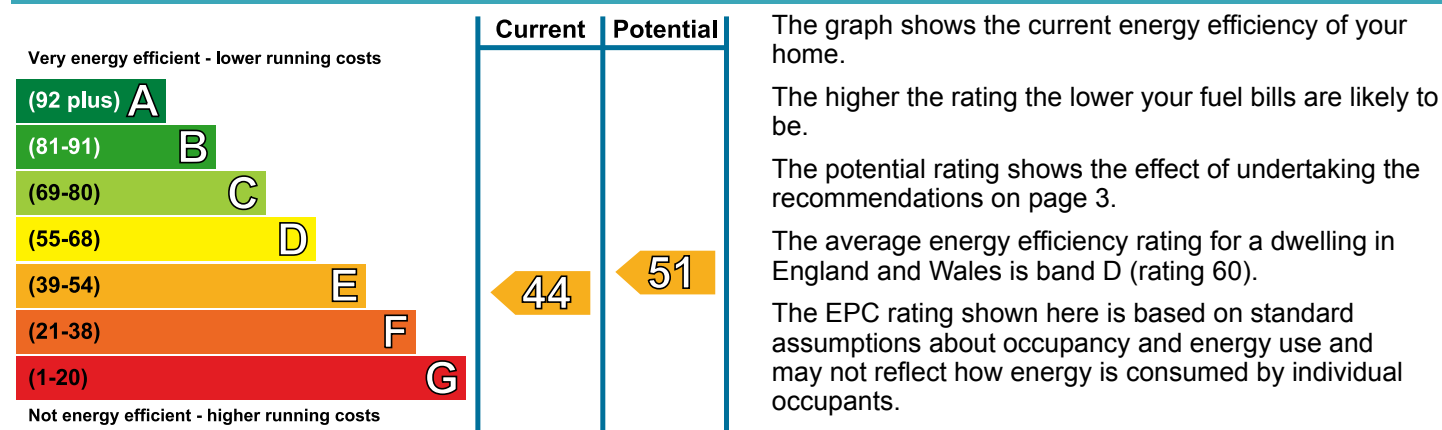 Current Potential
Very energy efficient - lower running costs
(92 plus) A
(81-91) B
(69-80) C
(55-68) D
(39-54) E
(21-38) F
(1-20) G
Not energy efficient - higher running costs
44
51
The graph shows the current energy efficiency of your
home.
The higher the rating the lower your fuel bills are likely to
be.
The potential rating shows the effect of undertaking the
recommendations on page 3.
The average energy efficiency rating for a dwelling in
England and Wales is band D (rating 60).
The EPC rating shown here is based on standard
assumptions about occupancy and energy use and
may not reflect how energy is consumed by individual
occupants.